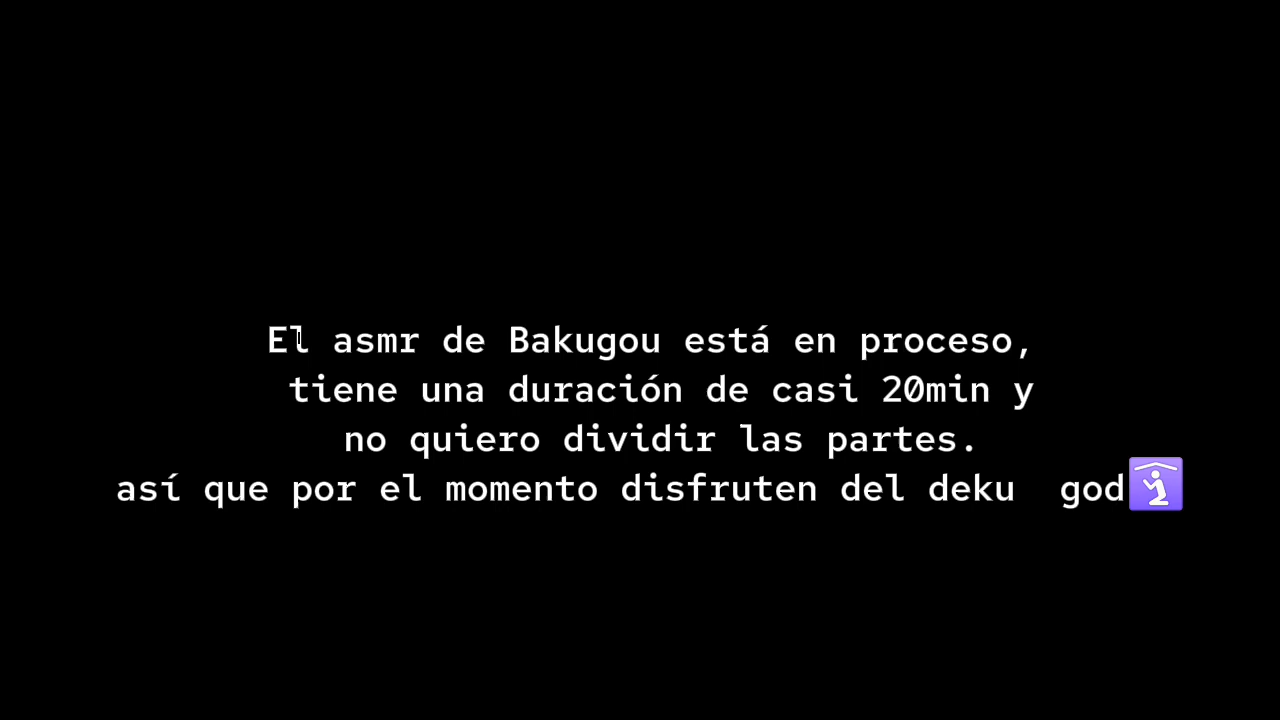 El asmr de Bakugou está en proceso,
tiene una duración de casi 20min y
no quiero dividir las partes.
así que por el momento disfruten del deku  god🛐